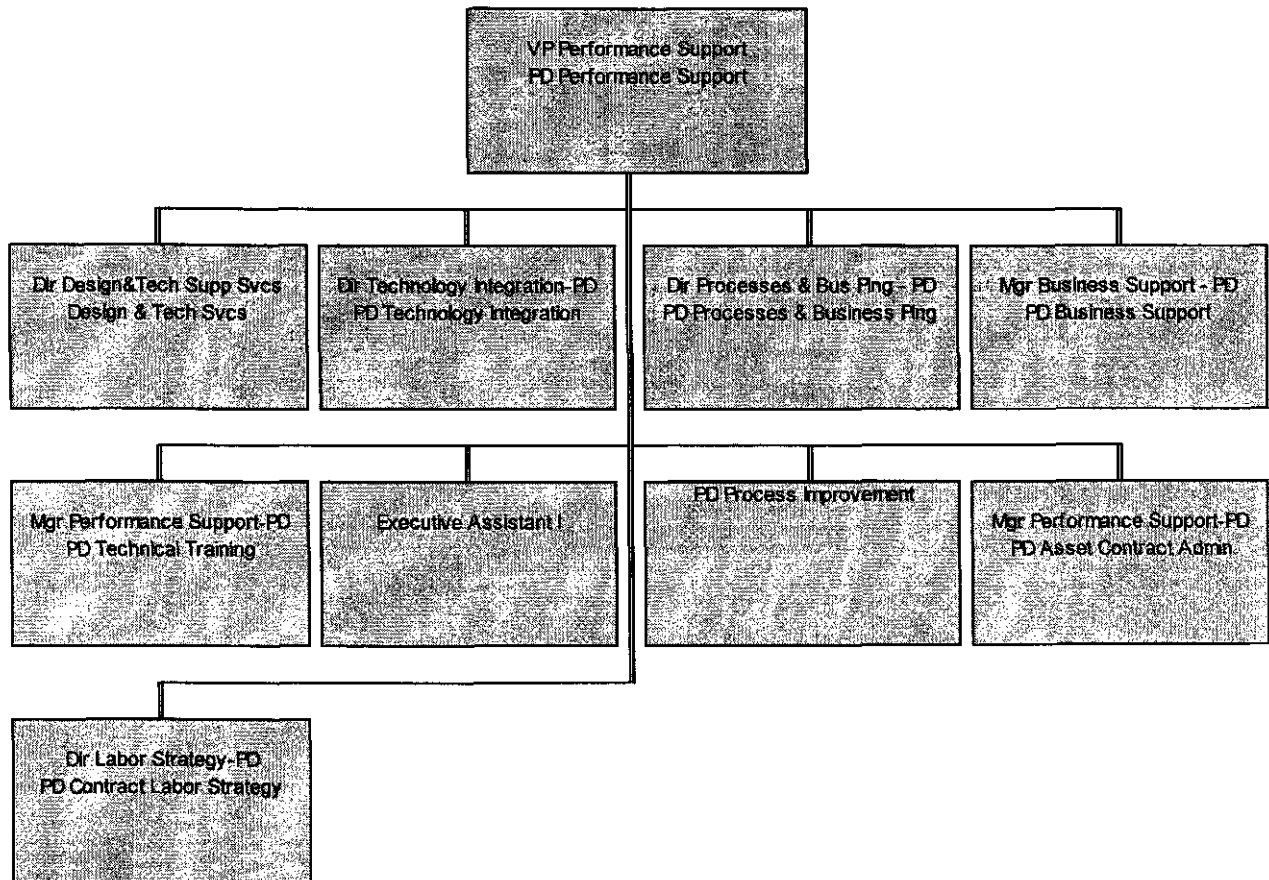 VP Performance Support
PD Performance Support
Dir Design&Tech Supp Svcs
Design & Tech Svcs
Dir Technology Integration-PD
PD Technology Integration
Dir Processes & Bus Plng - PD
PD Processes & Business Plng
Mgr Business Support - PD
PD Business Support
Mgr Performance Support-PD
PD Technical Training
Executive Assistant I
PD Process Improvement
Mgr Performance Support-PD
PD Asset Contract Admin
Dir Labor Strategy-PD
PD Contract Labor Strategy